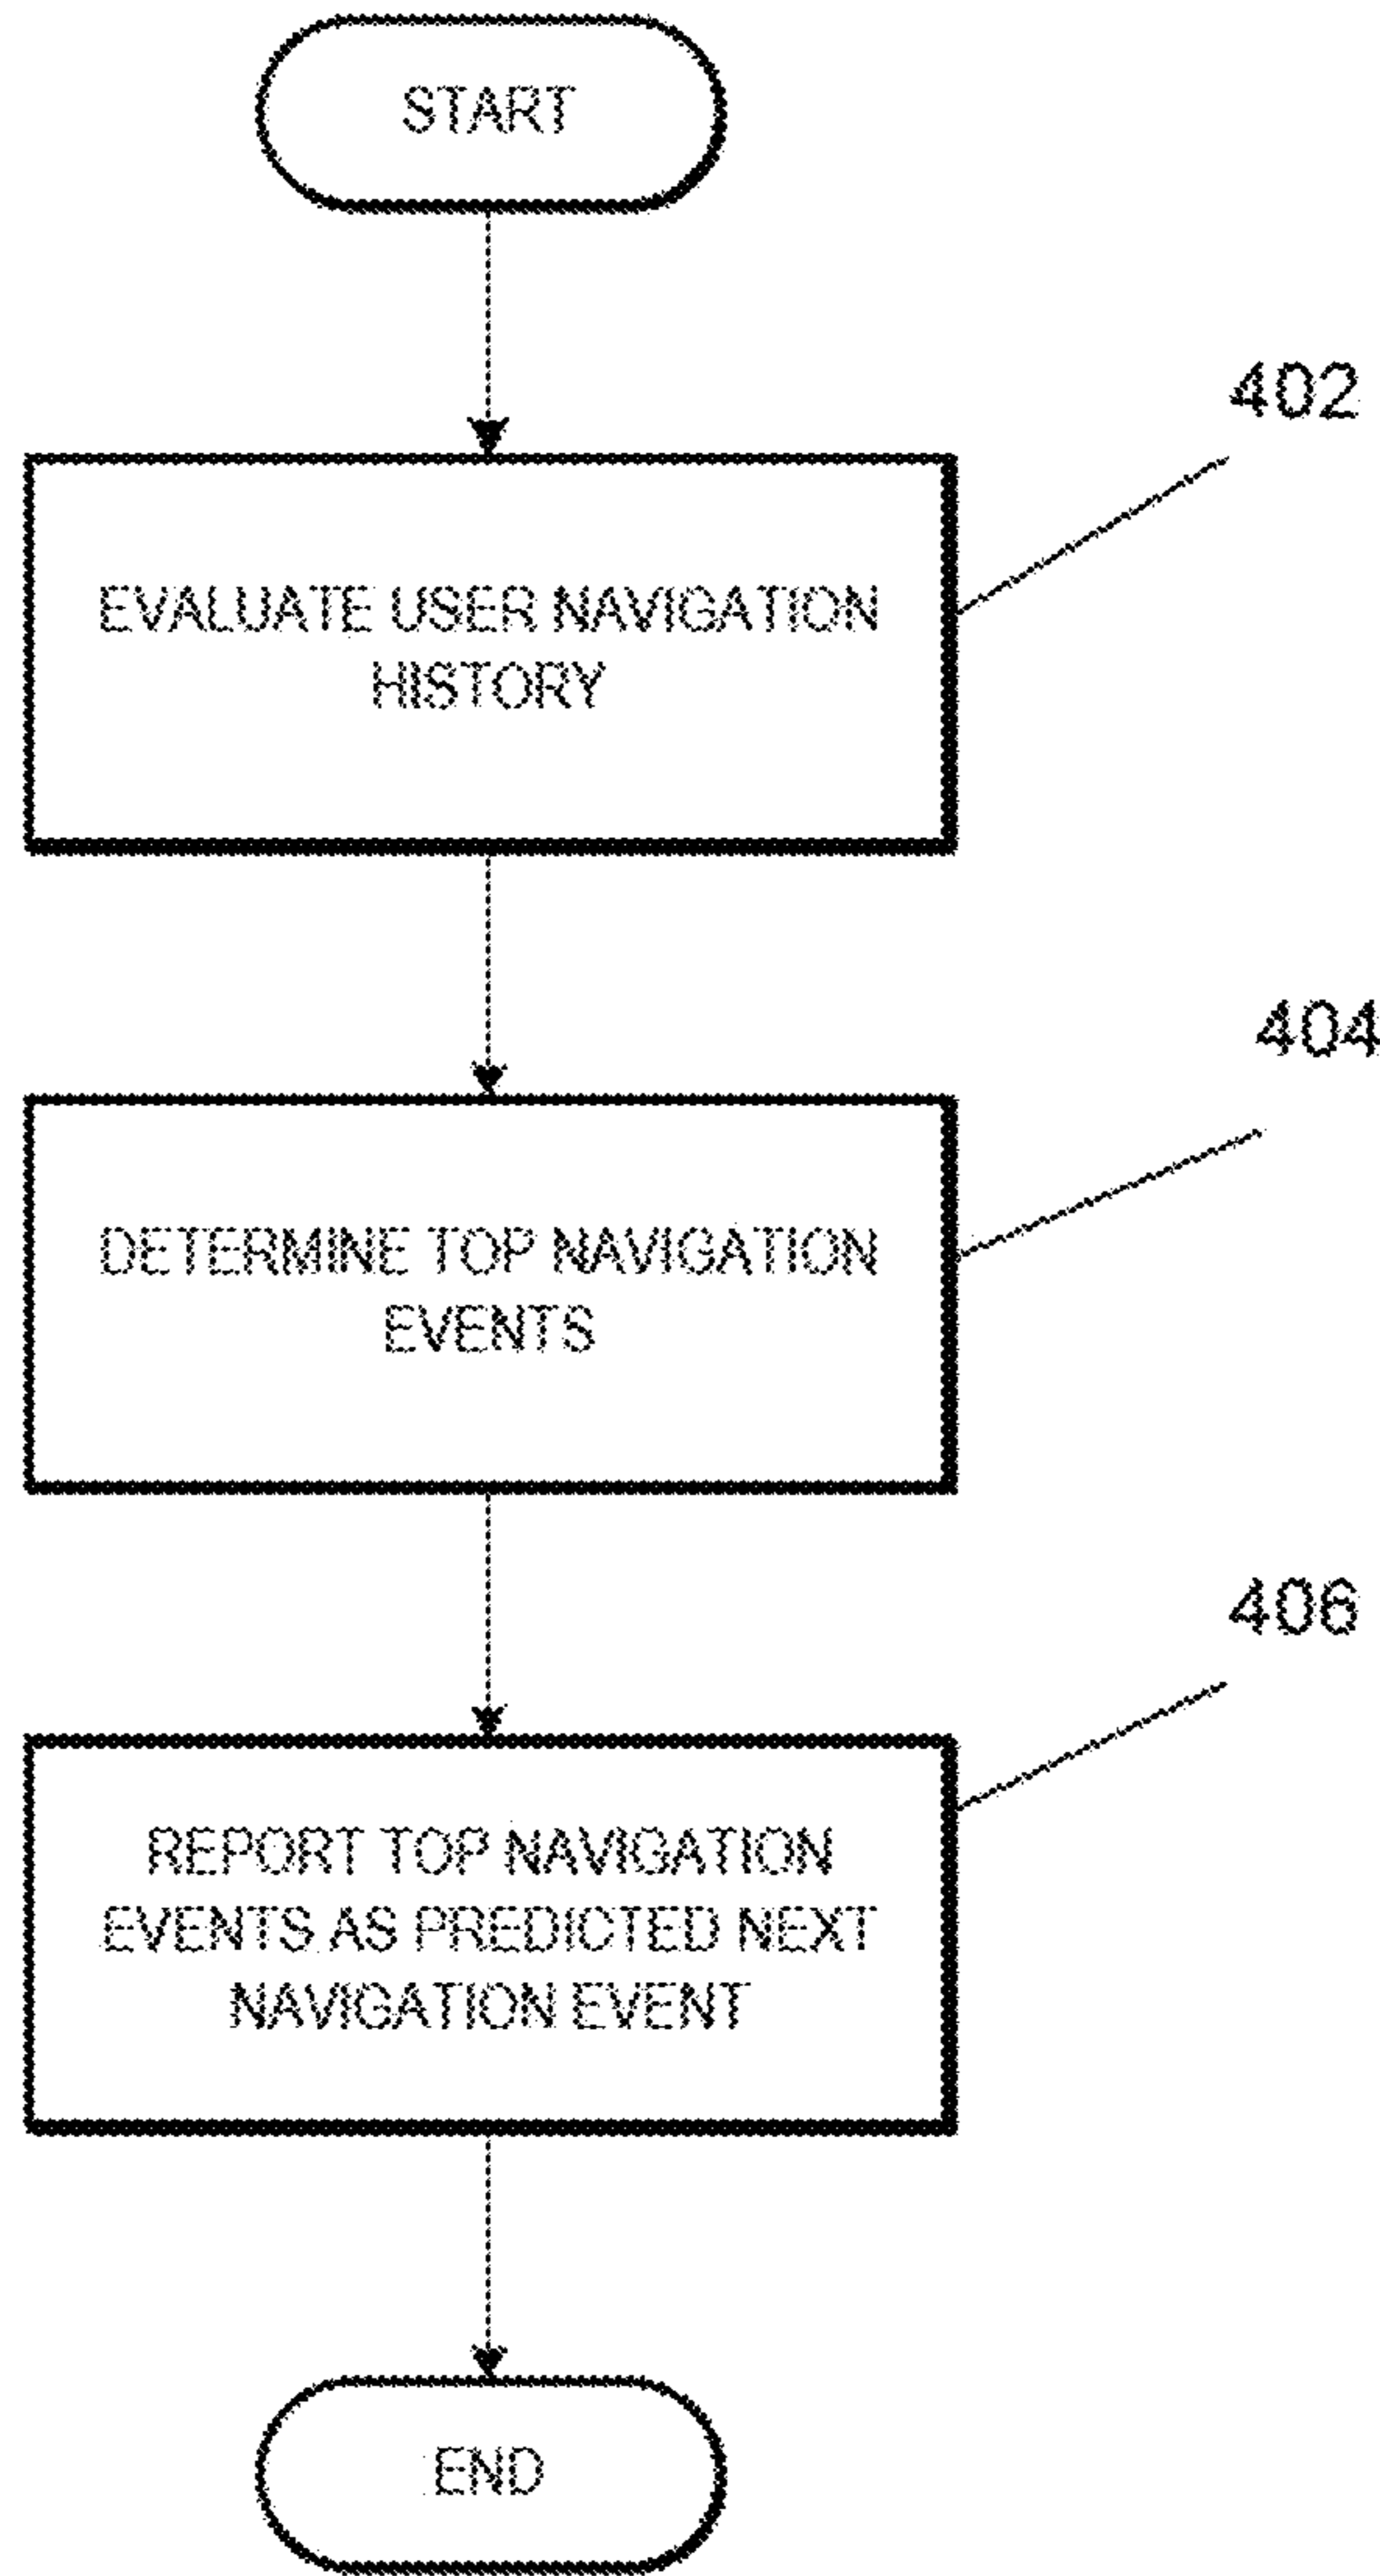 START
402
EVALUATE USER NAVIGATION
HISTORY
404
DETERMINE TOP NAVIGATION
EVENTS
406
REPORT TOP NAVIGATION
EVENTS AS PREDICTED NEXT
NAVIGATION EVENT
END